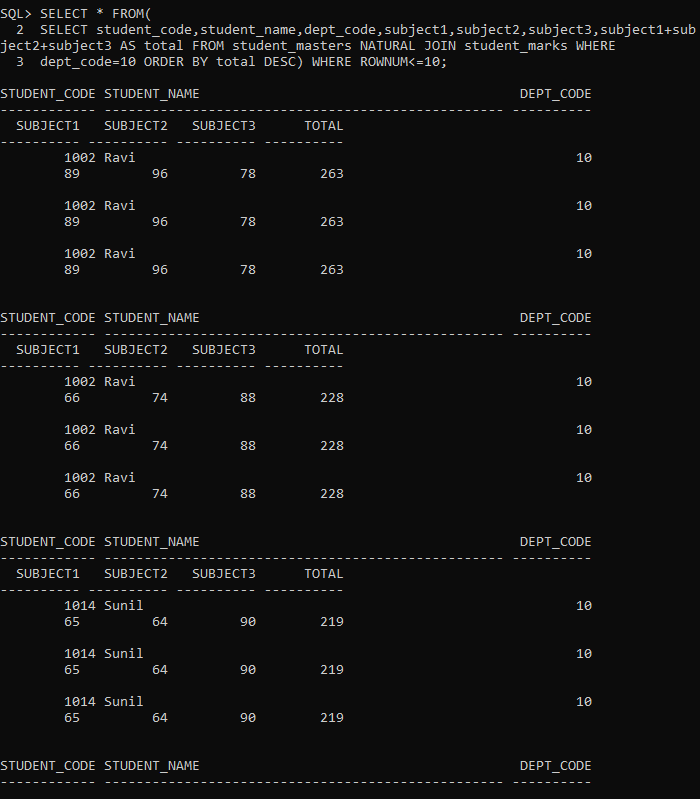 SQL> SELECT * FROM(
  2  SELECT student_code,student_name,dept_code,subject1,subject2,subject3,subject1+sub
ject2+subject3 AS total FROM student_masters NATURAL JOIN student_marks WHERE
  3  dept_code=10 ORDER BY total DESC) WHERE ROWNUM<=10;

STUDENT_CODE STUDENT_NAME                                        DEPT_CODE
------------ -------------------------------------------------- ----------
  SUBJECT1   SUBJECT2   SUBJECT3      TOTAL
---------- ---------- ---------- ----------
        1002 Ravi                                                       10
        89         96         78        263

        1002 Ravi                                                       10
        89         96         78        263

        1002 Ravi                                                       10
        89         96         78        263


STUDENT_CODE STUDENT_NAME                                        DEPT_CODE
------------ -------------------------------------------------- ----------
  SUBJECT1   SUBJECT2   SUBJECT3      TOTAL
---------- ---------- ---------- ----------
        1002 Ravi                                                       10
        66         74         88        228

        1002 Ravi                                                       10
        66         74         88        228

        1002 Ravi                                                       10
        66         74         88        228


STUDENT_CODE STUDENT_NAME                                        DEPT_CODE
------------ -------------------------------------------------- ----------
  SUBJECT1   SUBJECT2   SUBJECT3      TOTAL
---------- ---------- ---------- ----------
        1014 Sunil                                                      10
        65         64         90        219

        1014 Sunil                                                      10
        65         64         90        219

        1014 Sunil                                                      10
        65         64         90        219


STUDENT_CODE STUDENT_NAME                                        DEPT_CODE
------------ -------------------------------------------------- ----------